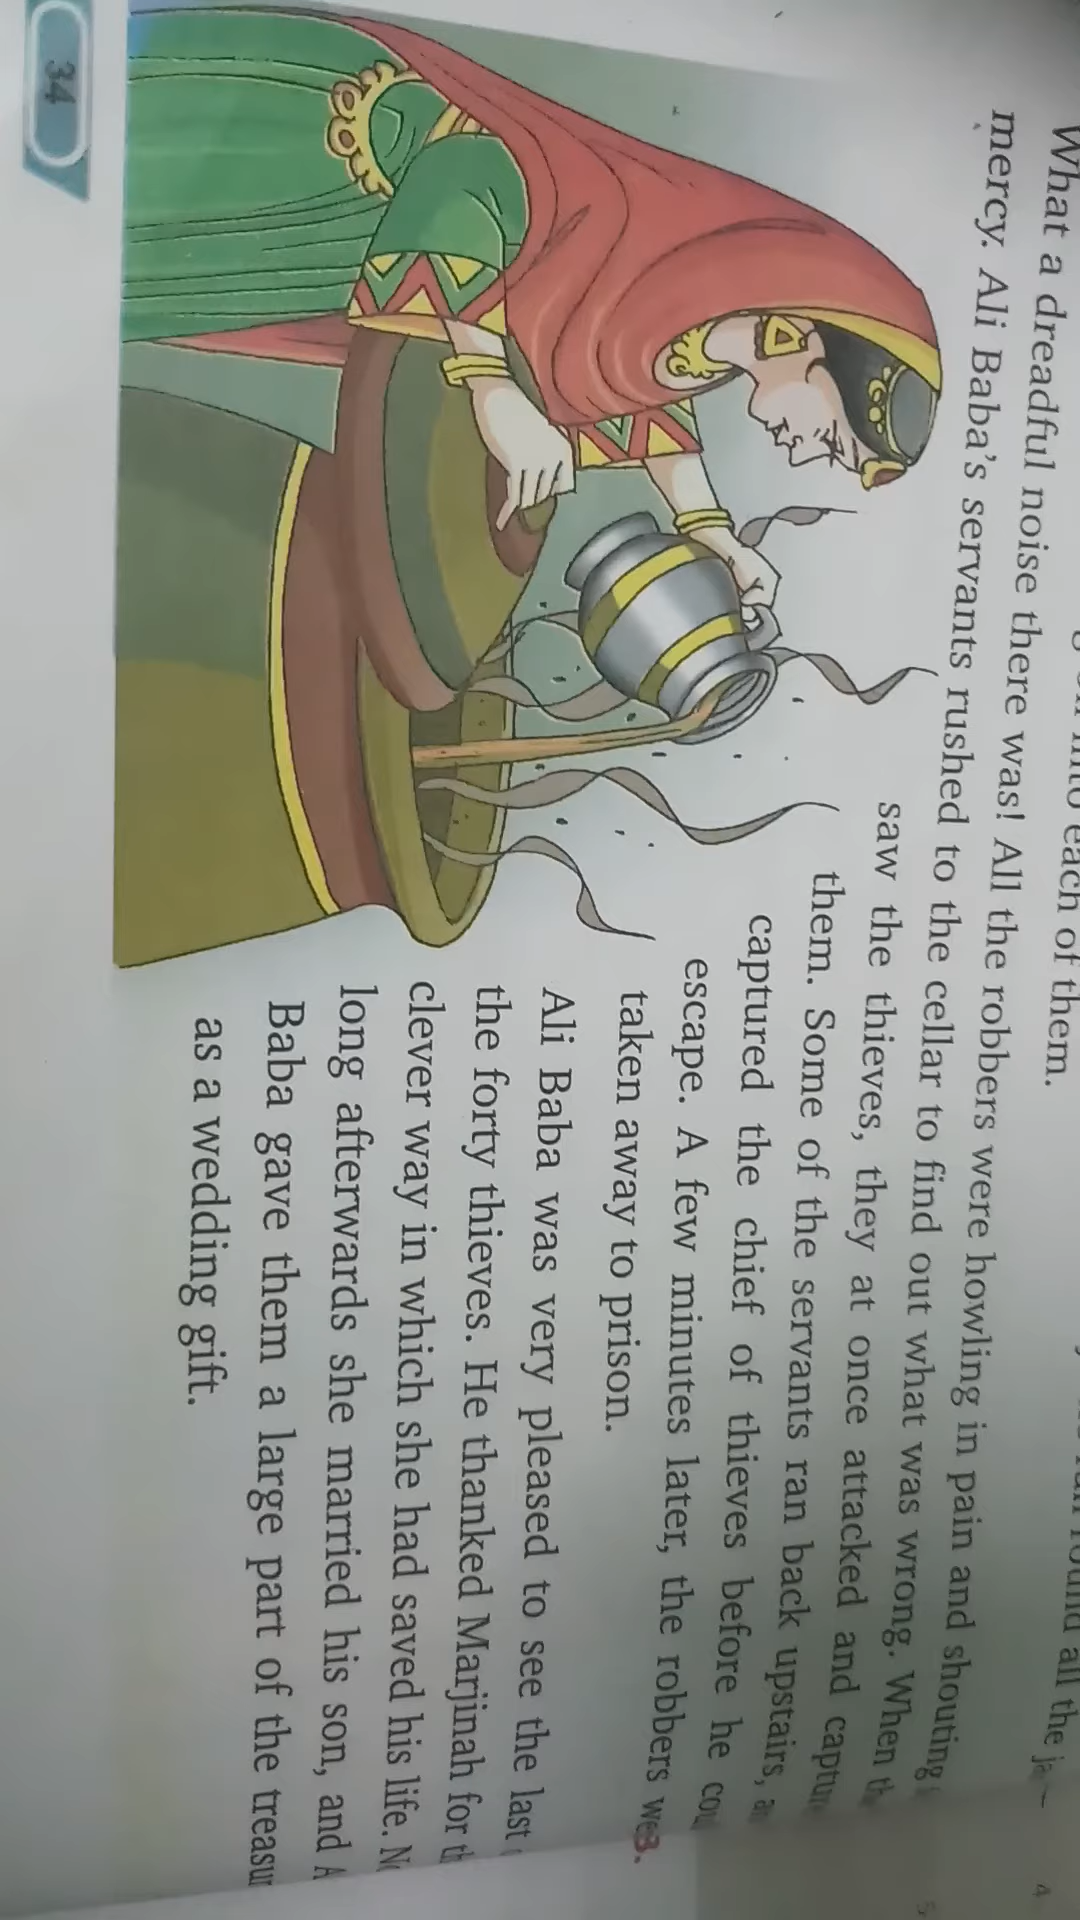 all the
into each of them.
What a dreadful noise there was! All the robbers were howling in pain and shouting
mercy. Ali Baba's servants rushed to the cellar to find out what was wrong. When
saw the thieves, they at once attacked and
them. Some of the servants ran back upstairs,
captured the chief of thieves before he
escape. A few minutes later, the robbers
taken away to prison.
Ali Baba was very pleased to see the last
the forty thieves. He thanked Marjinah for
clever way in which she had saved his life.
long afterwards she married his son, and
Baba gave them a large part of the
as a wedding gift.
34